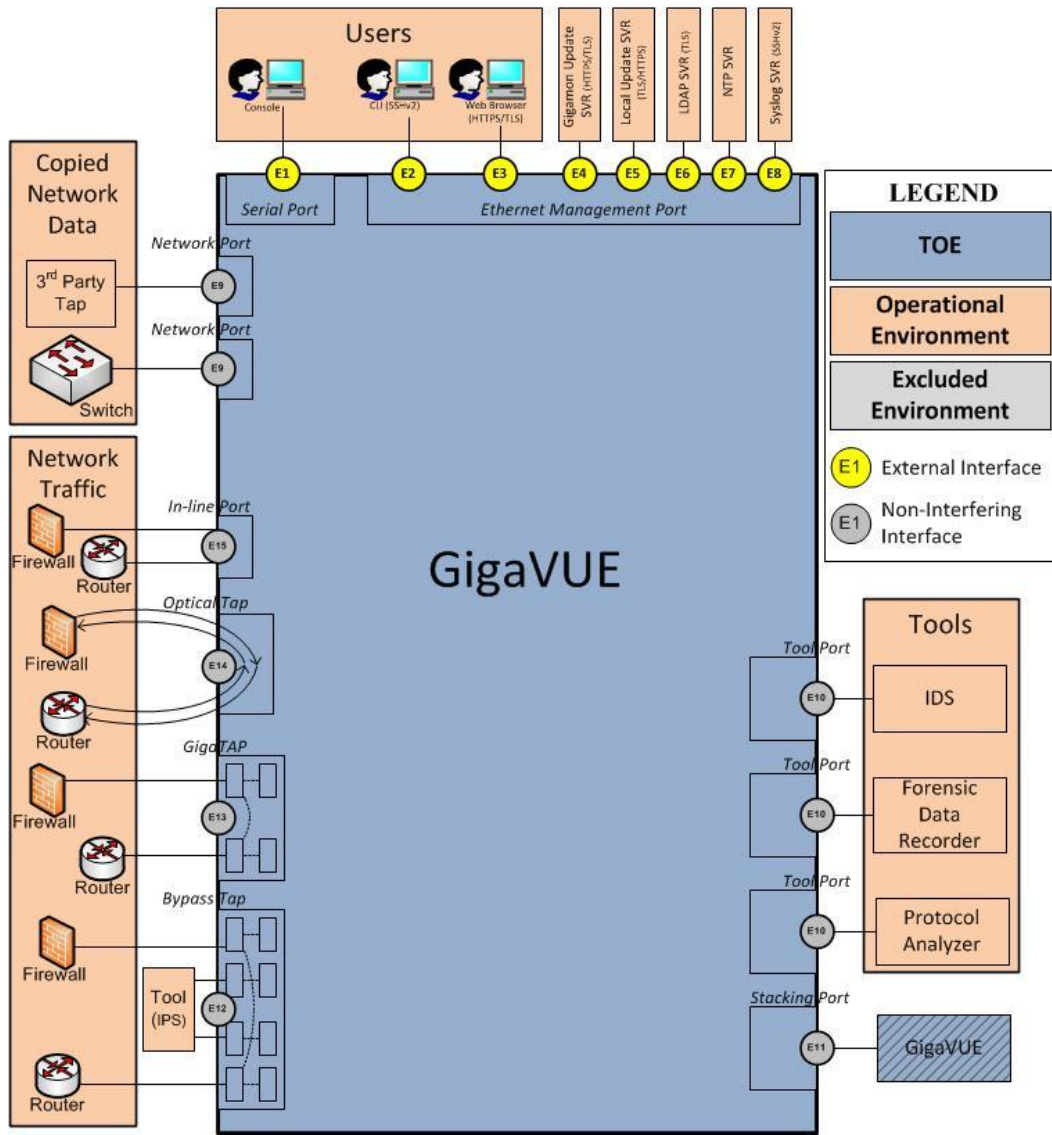 Users
Console
CLI (SSHv2)
Web Browser
(HTTPS/TLS)
Gigamon Update
SVR (HTTPS/TLS)
Local Update SVR
(TLS/HTTPS)
LDAP SVR (TLS)
NTP SVR
Syslog SVR (SSHv2)
E1
E2
E3
E4
E5
E6
E7
E8
Serial Port
Ethernet Management Port
Copied
Network
Data
3rd Party
Tap
Switch
Network Port
E9
Network Port
E9
Network
Traffic
Firewall
Router
Firewall
Router
Firewall
Router
Firewall
Tool
(IPS)
Router
In-line Port
E15
Optical Tap
E14
GigaTAP
E13
Bypass Tap
E12
GigaVUE
LEGEND
TOE
Operational
Environment
Excluded
Environment
E1 External Interface
E1 Non-Interfering
Interface
Tools
Tool Port
E10
IDS
Tool Port
E10
Forensic
Data
Recorder
Tool Port
E10
Protocol
Analyzer
Stacking Port
E11
GigaVUE